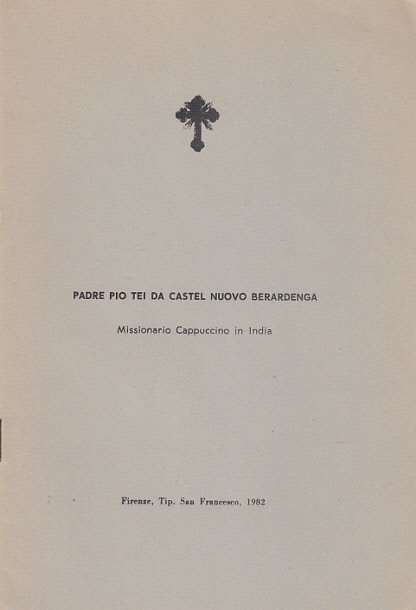 PADRE PIO TEI DA CASTEL NUOVO BERARDENGA
Missionario Cappuccino in India
Firenze, Tip. San Francesco, 1982